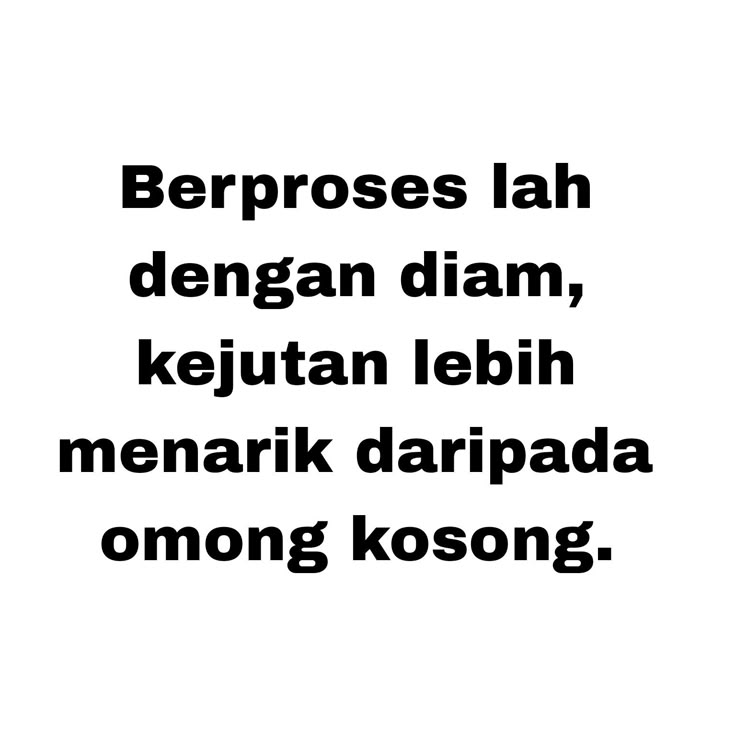 Berproses lah
dengan diam,
kejutan lebih
menarik daripada
omong kosong.